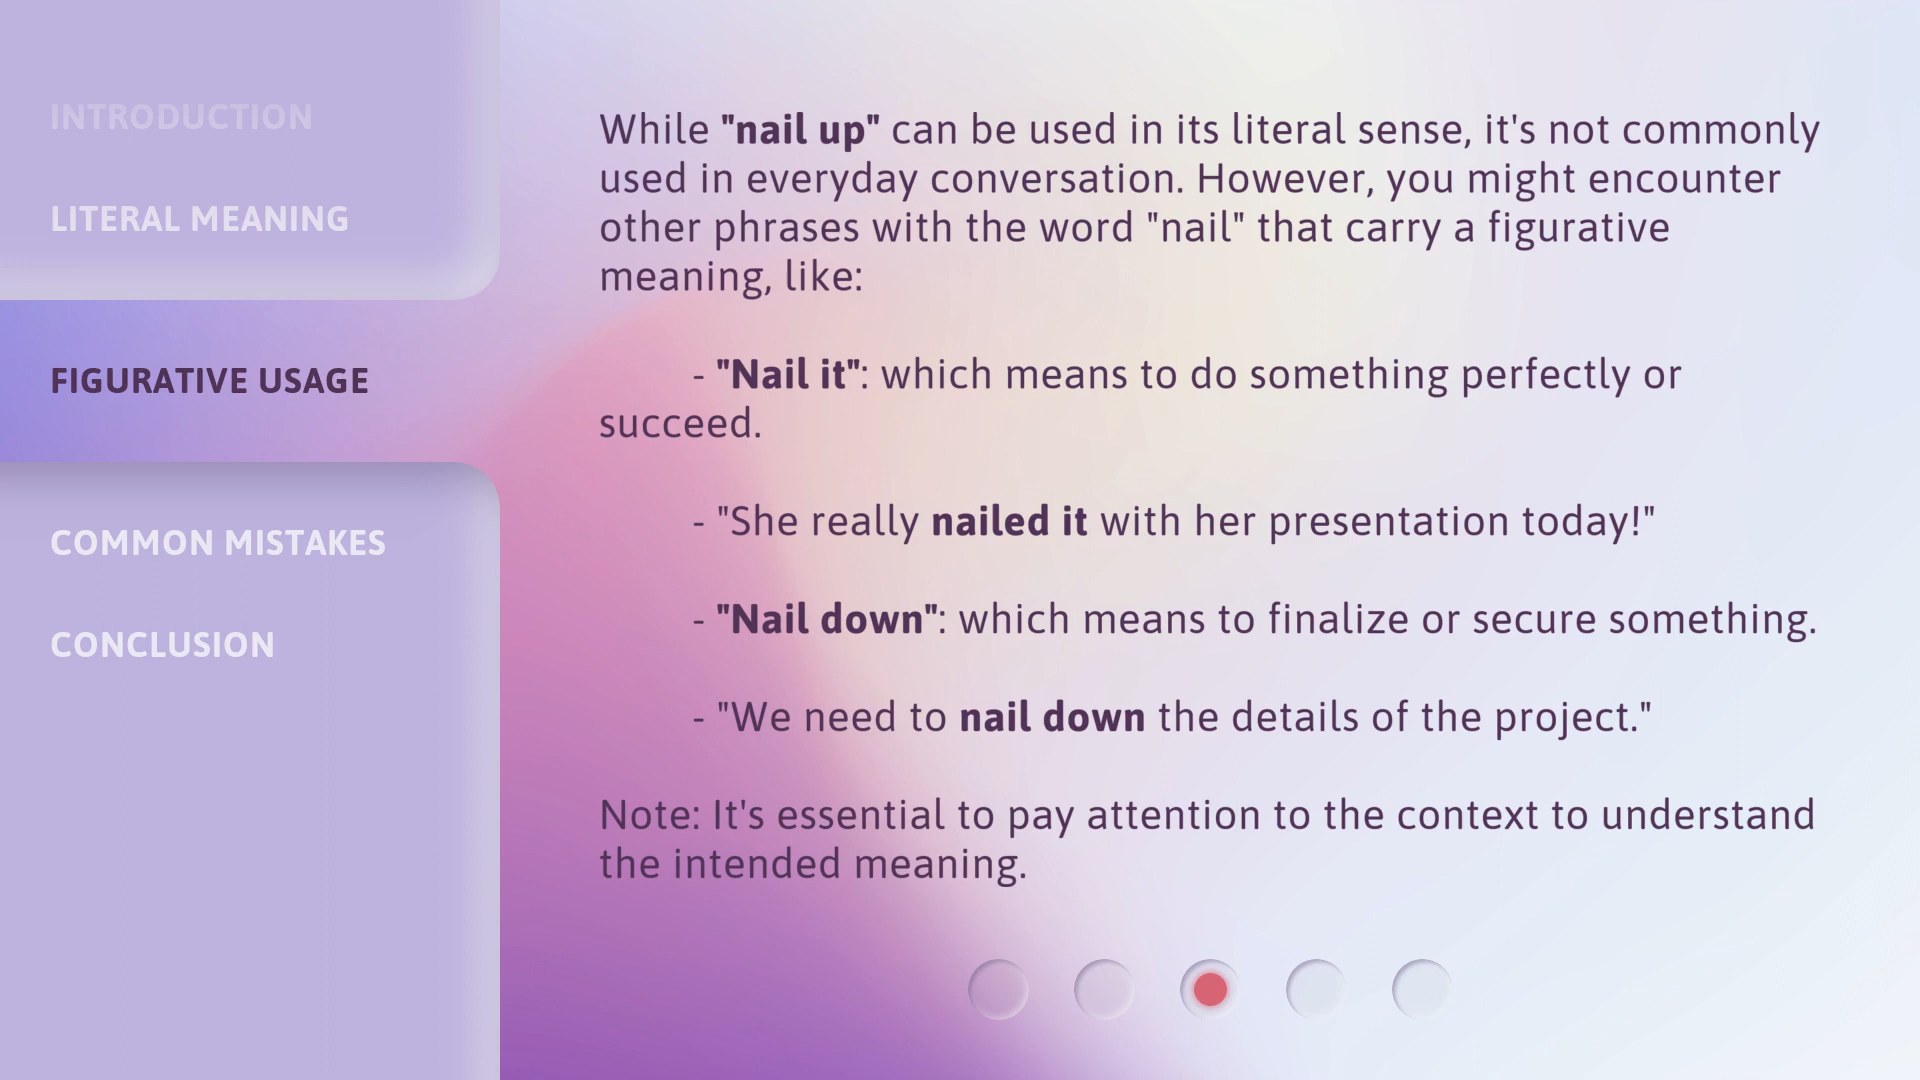 INTRODUCTION
LITERAL MEANING
FIGURATIVE USAGE
COMMON MISTAKES
CONCLUSION
While "nail up" can be used in its literal sense, it's not commonly
used in everyday conversation. However, you might encounter
other phrases with the word "nail" that carry a figurative
meaning, like:
- "Nail it": which means to do something perfectly or
succeed.
- "She really nailed it with her presentation today!"
- "Nail down": which means to finalize or secure something.
- "We need to nail down the details of the project."
Note: It's essential to pay attention to the context to understand
the intended meaning.